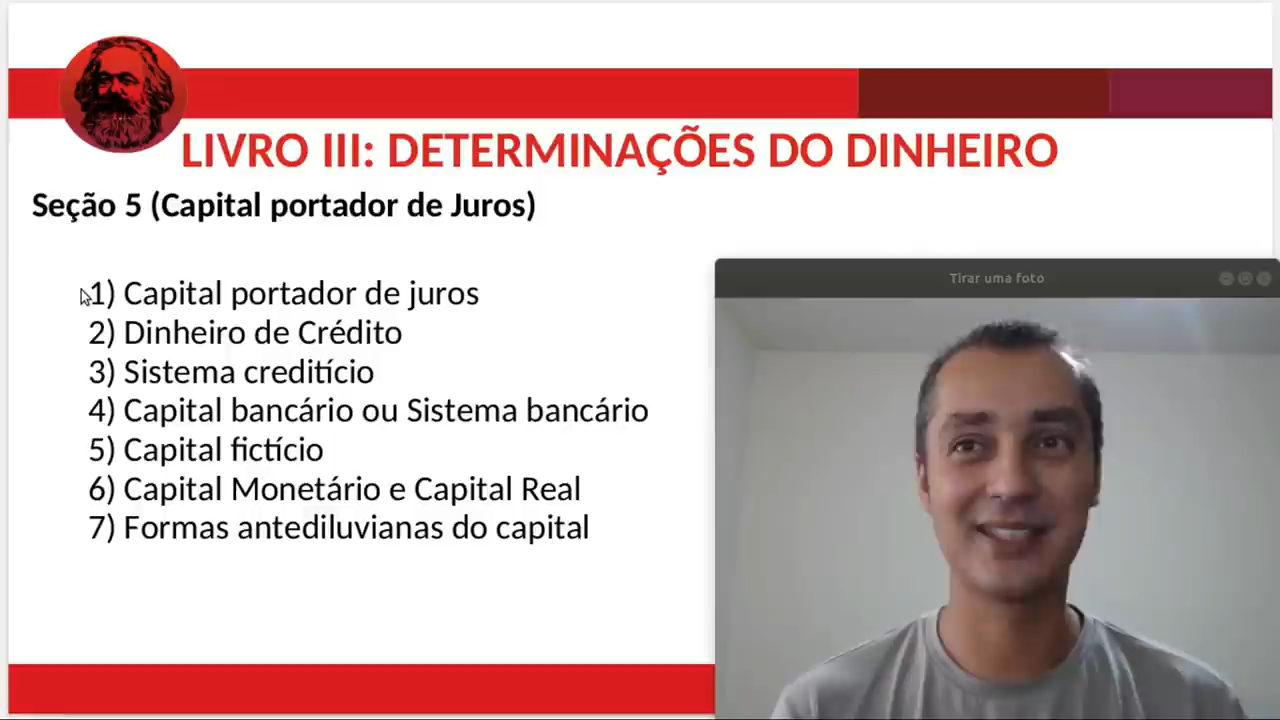 LIVRO III: DETERMINAÇÕES DO DINHEIRO
Seção 5 (Capital portador de Juros)
1) Capital portador de juros
2) Dinheiro de Crédito
3) Sistema creditício
4) Capital bancário ou Sistema bancário
5) Capital fictício
6) Capital Monetário e Capital Real
7) Formas antediluvianas do capital
Tirar uma foto